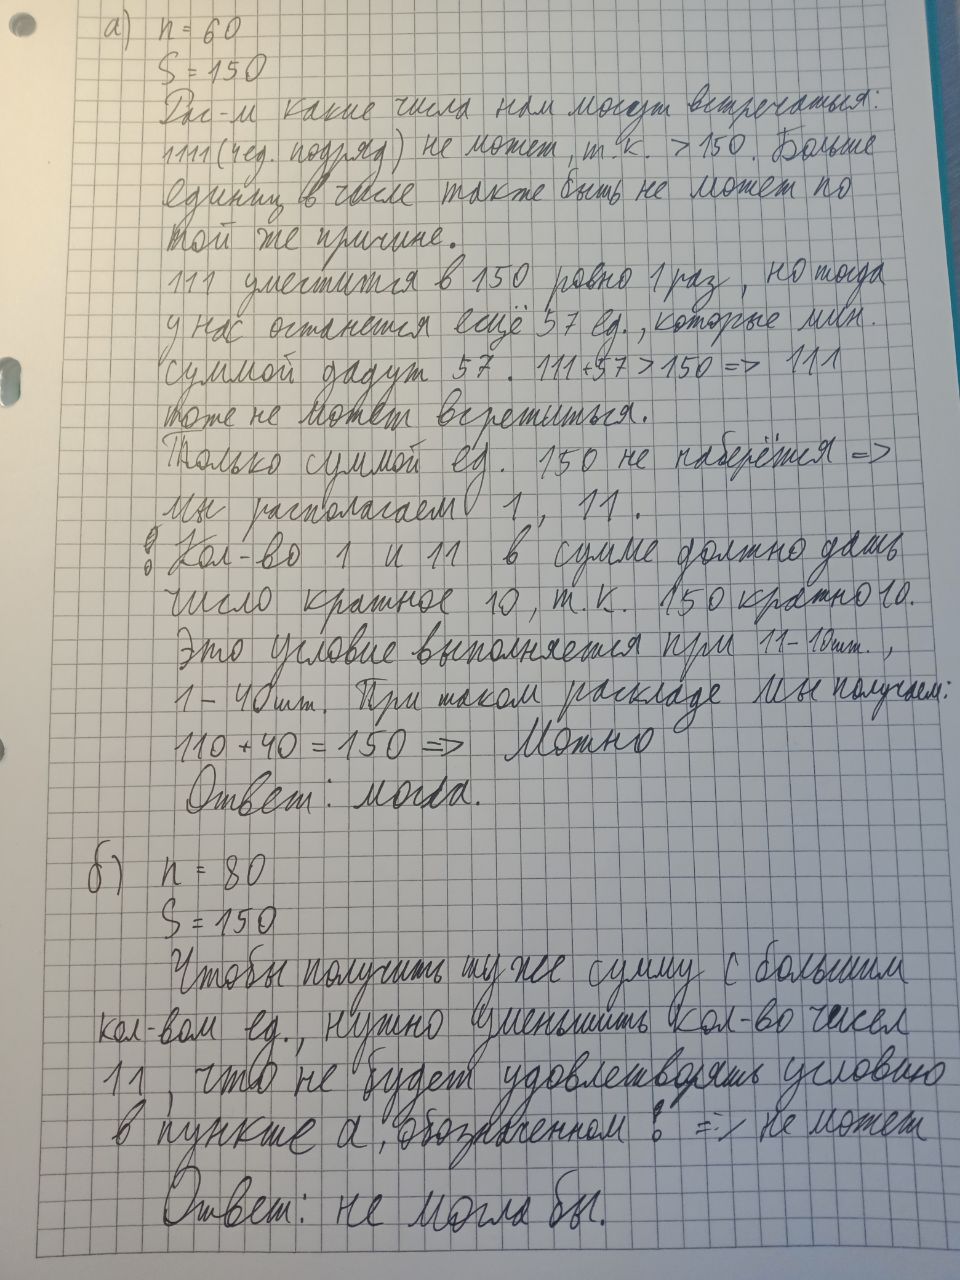 а) n = 60
S = 150
Рас-м какие числа нам могут встречаться:
1111 (4ед. подряд) не может, т.к. > 150. Больше
единиц в числе также быть не может по
той же причине.
111 уместится в 150 ровно 1 раз, но тогда
у нас останется ещё 57 ед., которые мин.
суммой дадут 57. 111+57 > 150 => 111
тоже не может встретиться.
Только суммой ед. 150 не наберётся =>
мы располагаем 1, 11.
! Кол-во 1 и 11 в сумме должно дать
число кратное 10, т.к. 150 кратно 10.
Это условие выполняется при 11 - 10шт.,
1 - 40шт. При таком раскладе мы получаем:
110 + 40 = 150 => можно
Ответ: могла.
б) n = 80
S = 150
Чтобы получить ту же сумму с большим
кол-вом ед., нужно уменьшить кол-во чисел
11, что не будет удовлетворять условию
в пункте а, обозначенном ! => не может
Ответ: не могла бы.